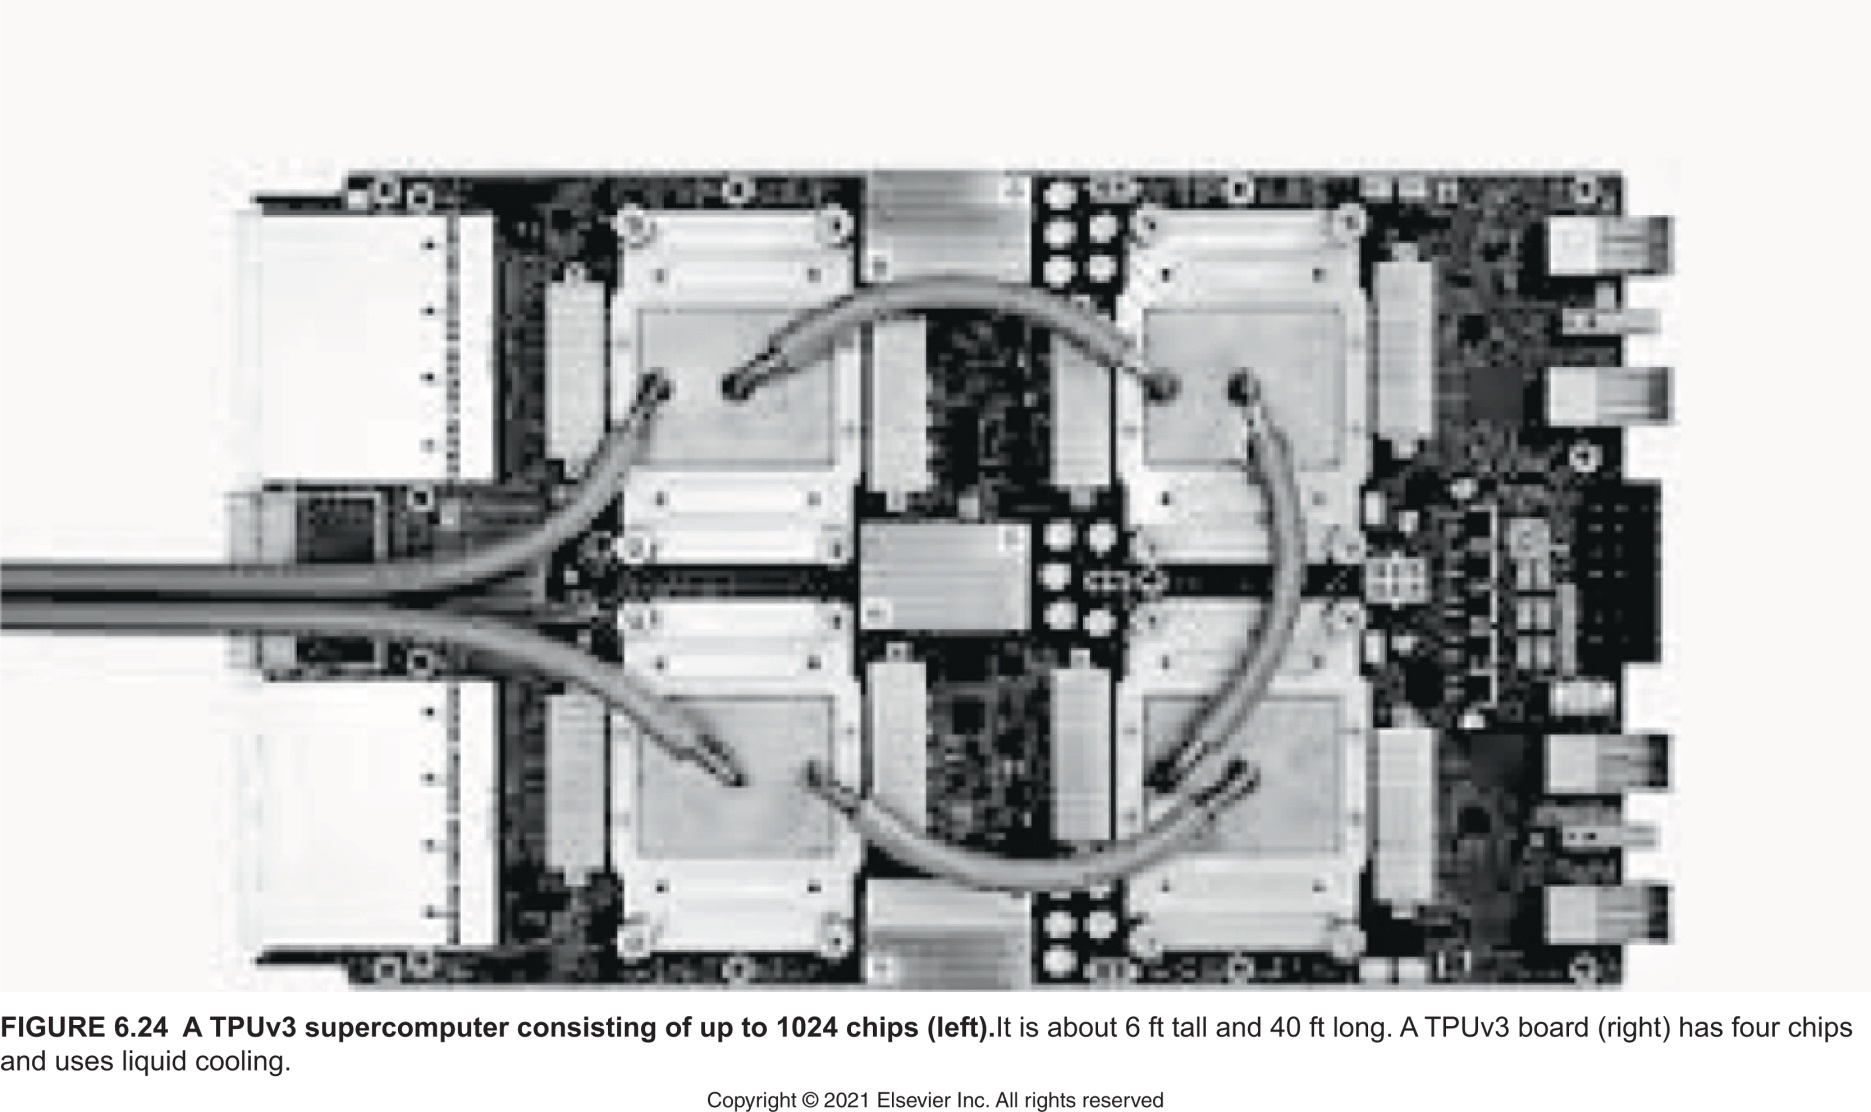 FIGURE 6.24 A TPUv3 supercomputer consisting of up to 1024 chips (left).It is about 6 ft tall and 40 ft long. A TPUv3 board (right) has four chips
and uses liquid cooling.
Copyright © 2021 Elsevier Inc. All rights reserved